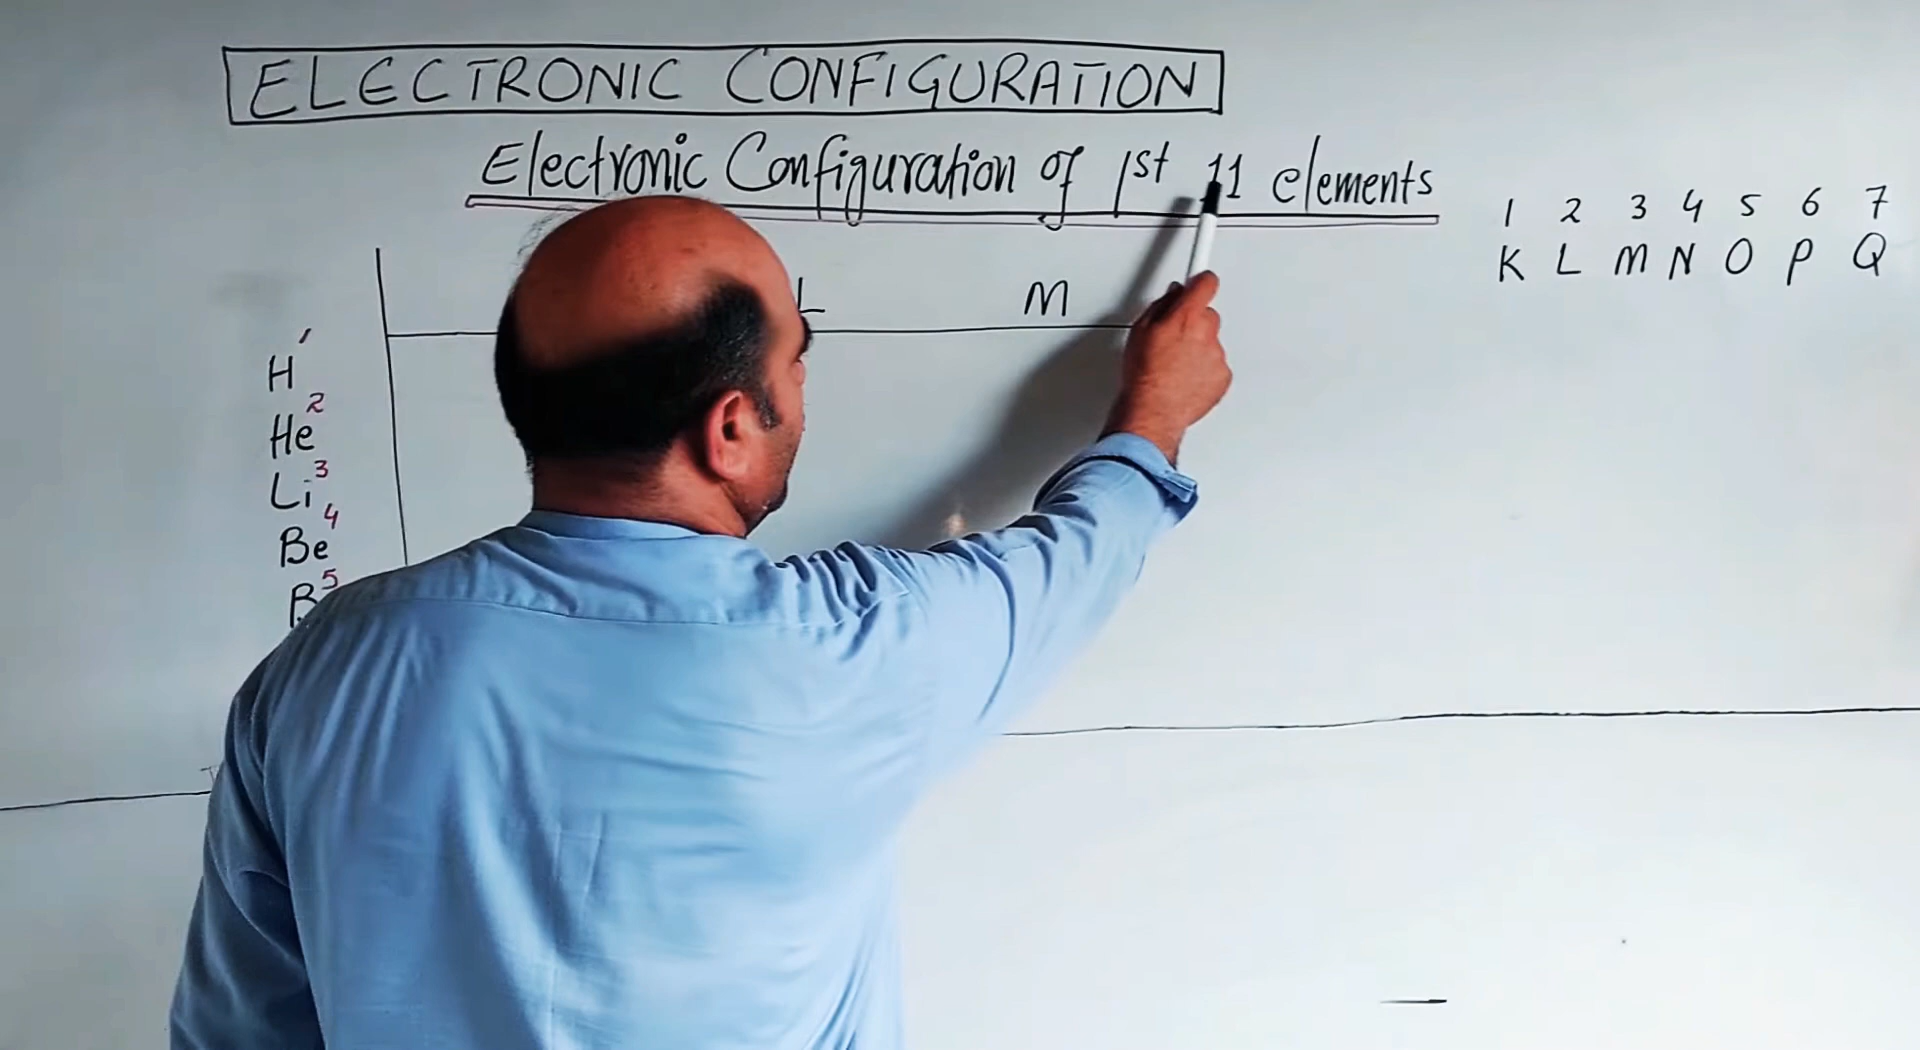 ELECTRONIC CONFIGURATION
Electronic Configuration of 1st 11 elements
1 2 3 4 5 6 7
K L M N O P Q
L M
H 1
He 2
Li 3
Be 4
B 5